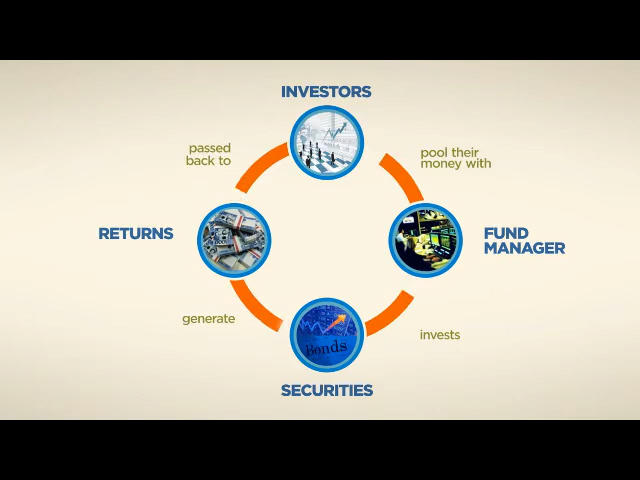 INVESTORS
passed
back to
pool their
money with
RETURNS
FUND
MANAGER
generate
invests
Bonds
SECURITIES